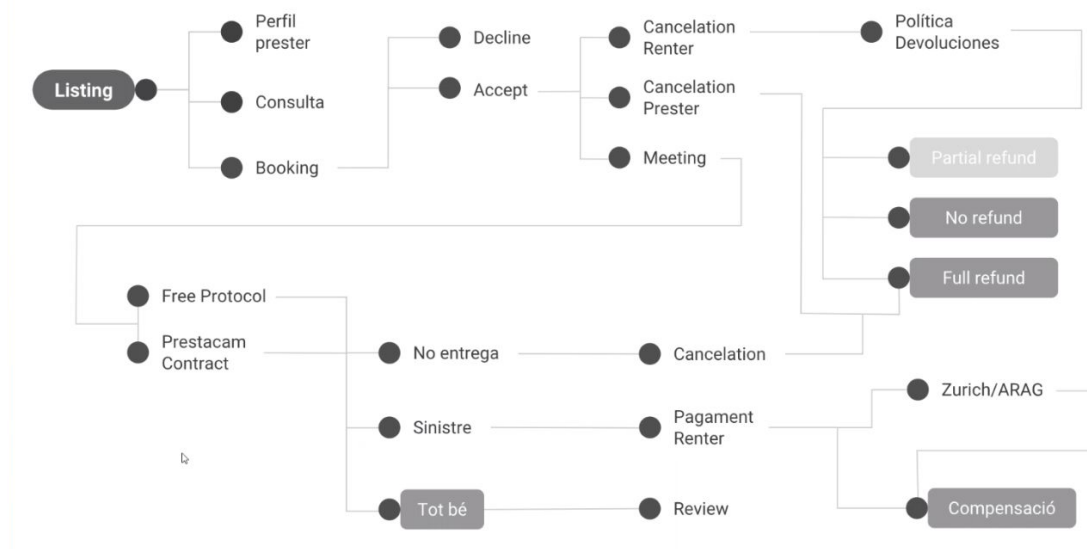 Listing
Perfil
prester
Consulta
Booking
Decline
Accept
Cancelation
Renter
Cancelation
Prester
Meeting
Política
Devoluciones
Partial refund
No refund
Full refund
Free Protocol
Prestacam
Contract
No entrega
Cancelation
Sinistre
Pagament
Renter
Zurich/ARAG
Compensació
Tot bé
Review